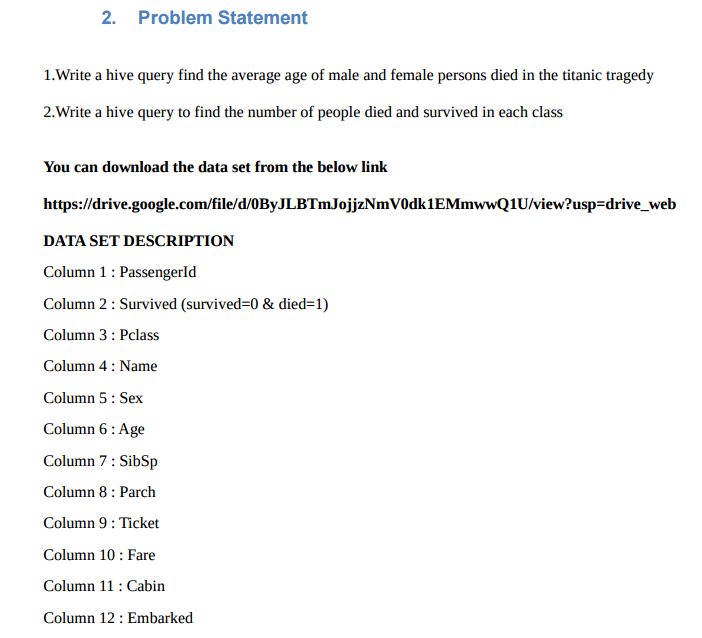 2. Problem Statement
1.Write a hive query find the average age of male and female persons died in the titanic tragedy
2.Write a hive query to find the number of people died and survived in each class
You can download the data set from the below link
https://drive.google.com/file/d/0ByJLBTmJojjzNmV0dk1EMmwwQ1U/view?usp=drive_web
DATA SET DESCRIPTION
Column 1 : PassengerId
Column 2 : Survived (survived=0 & died=1)
Column 3 : Pclass
Column 4 : Name
Column 5 : Sex
Column 6 : Age
Column 7 : SibSp
Column 8 : Parch
Column 9 : Ticket
Column 10 : Fare
Column 11 : Cabin
Column 12 : Embarked